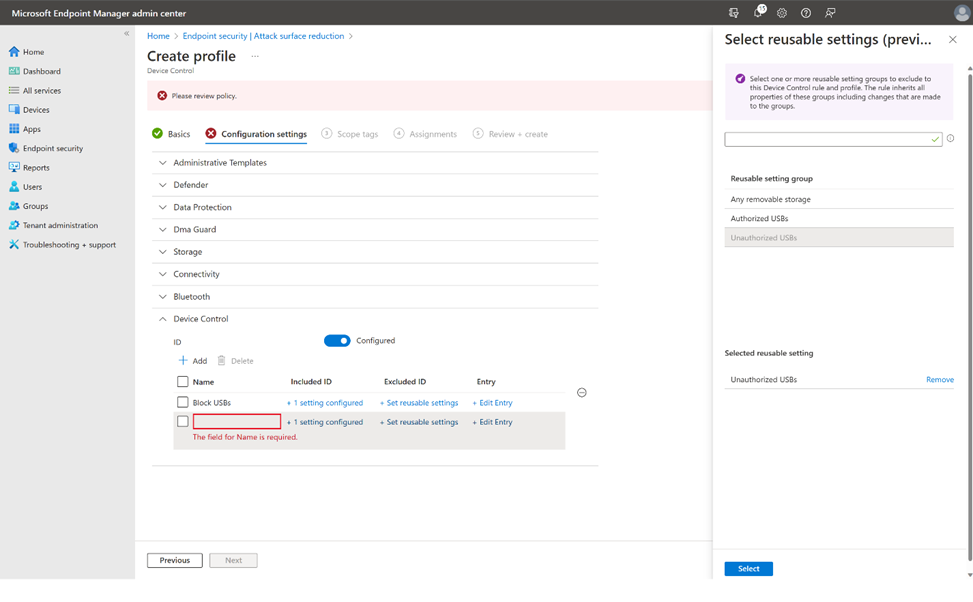 Microsoft Endpoint Manager admin center
15
Home
Dashboard
All services
Devices
Apps
Endpoint security
Reports
Users
Groups
Tenant administration
Troubleshooting + support
Home > Endpoint security | Attack surface reduction >
Create profile ...
Device Control
Please review policy.
Basics
Configuration settings
3 Scope tags
4 Assignments
5 Review + create
Administrative Templates
Defender
Data Protection
Dma Guard
Storage
Connectivity
Bluetooth
Device Control
ID
Configured
+ Add
Delete
Name Included ID Excluded ID Entry
Block USBs + 1 setting configured + Set reusable settings + Edit Entry
+ 1 setting configured + Set reusable settings + Edit Entry
The field for Name is required.
Previous
Next
Select reusable settings (previ...
Select one or more reusable setting groups to exclude to
this Device Control rule and profile. The rule inherits all
properties of these groups including changes that are made
to the groups.
Reusable setting group
Any removable storage
Authorized USBs
Unauthorized USBs
Selected reusable setting
Unauthorized USBs Remove
Select